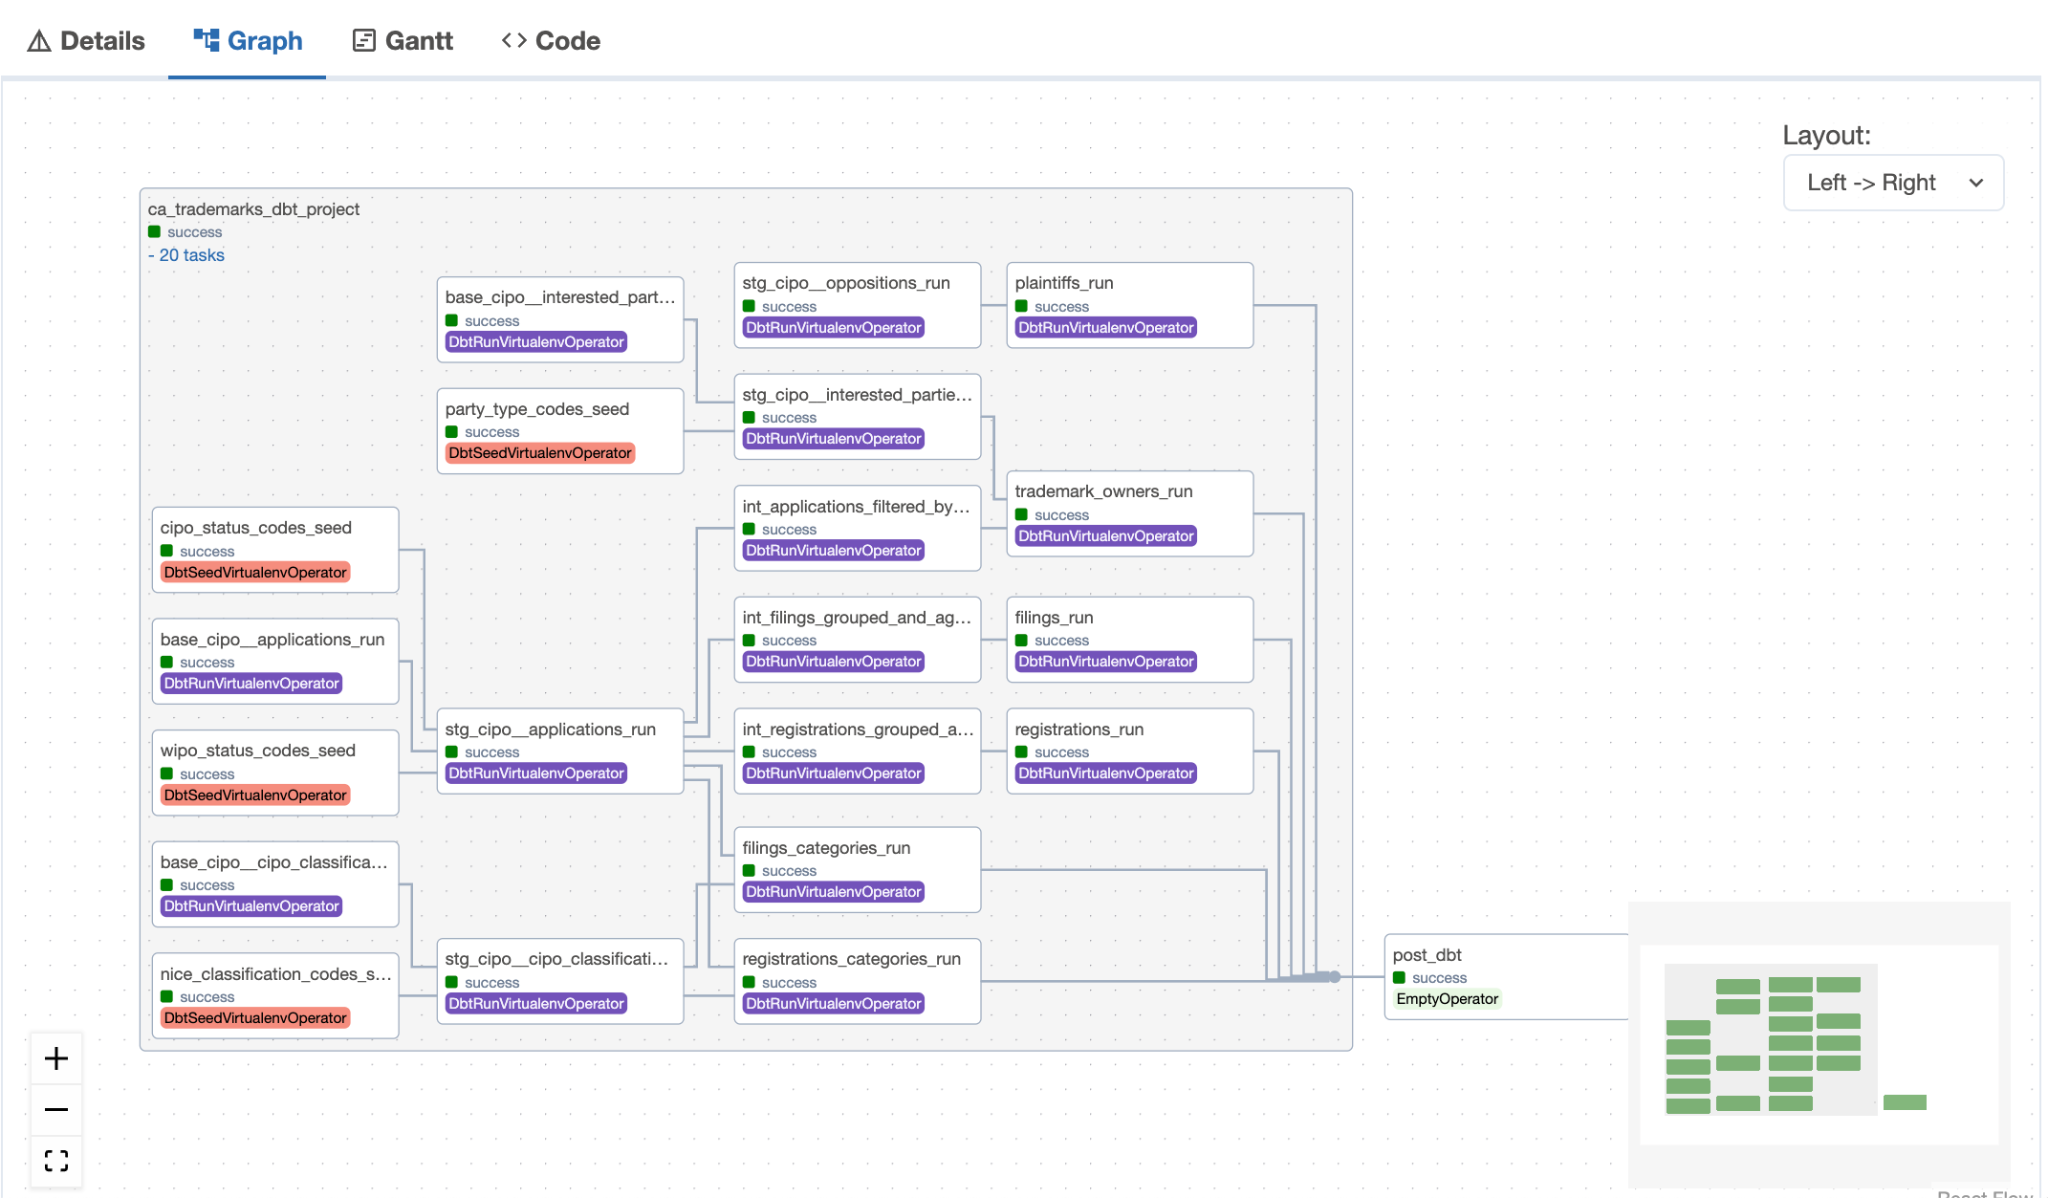 Details
Graph
Gantt
Code
Layout:
Left -> Right
ca_trademarks_dbt_project
success
- 20 tasks
base_cipo__interested_part...
success
DbtRunVirtualenvOperator
party_type_codes_seed
success
DbtSeedVirtualenvOperator
cipo_status_codes_seed
success
DbtSeedVirtualenvOperator
base_cipo__applications_run
success
DbtRunVirtualenvOperator
wipo_status_codes_seed
success
DbtSeedVirtualenvOperator
base_cipo__cipo_classifica...
success
DbtRunVirtualenvOperator
nice_classification_codes_s...
success
DbtSeedVirtualenvOperator
stg_cipo__applications_run
success
DbtRunVirtualenvOperator
stg_cipo__cipo_classificati...
success
DbtRunVirtualenvOperator
stg_cipo__oppositions_run
success
DbtRunVirtualenvOperator
stg_cipo__interested_partie...
success
DbtRunVirtualenvOperator
int_applications_filtered_by...
success
DbtRunVirtualenvOperator
int_filings_grouped_and_ag...
success
DbtRunVirtualenvOperator
int_registrations_grouped_a...
success
DbtRunVirtualenvOperator
filings_categories_run
success
DbtRunVirtualenvOperator
registrations_categories_run
success
DbtRunVirtualenvOperator
plaintiffs_run
success
DbtRunVirtualenvOperator
trademark_owners_run
success
DbtRunVirtualenvOperator
filings_run
success
DbtRunVirtualenvOperator
registrations_run
success
DbtRunVirtualenvOperator
post_dbt
success
EmptyOperator
React Flow